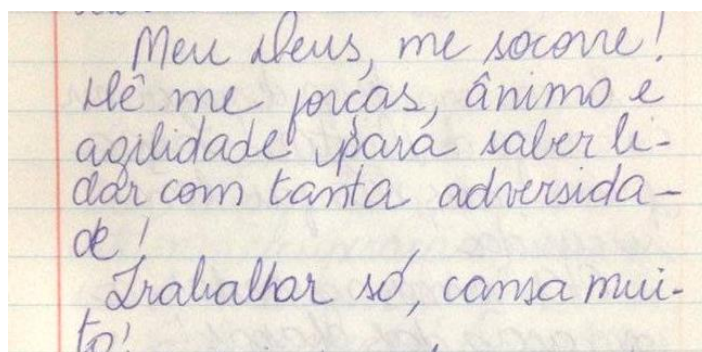 Meu Deus, me socorre!
Dê me forças, ânimo e
agilidade para saber li-
dar com tanta adversida-
de!
Trabalhar só, cansa mui-
to!